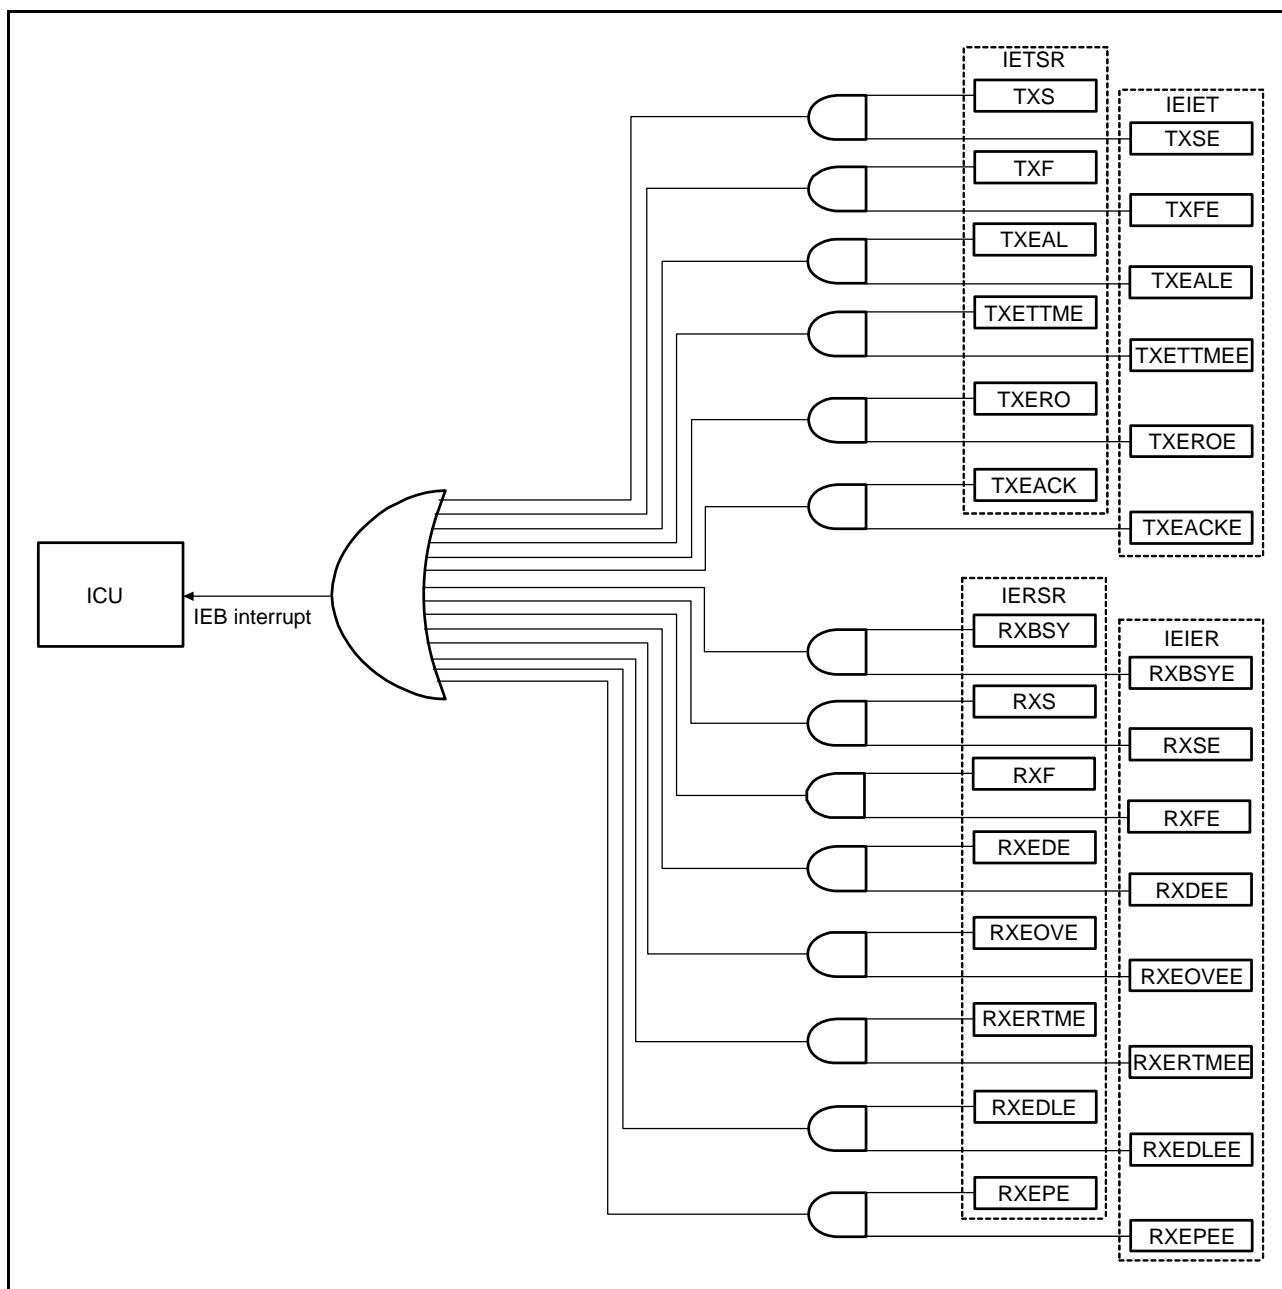 IETSR
TXS
IEIET
TXSE
TXF
TXFE
TXEAL
TXEALE
TXETTME
TXETTMEE
TXERO
TXEROE
TXEACK
TXEACKE
ICU
IEB interrupt
IERSR
RXBSY
IEIER
RXBSYE
RXS
RXSE
RXF
RXFE
RXEDE
RXDEE
RXEOVE
RXEOVEE
RXERTME
RXERTMEE
RXEDLE
RXEDLEE
RXEPE
RXEPEE